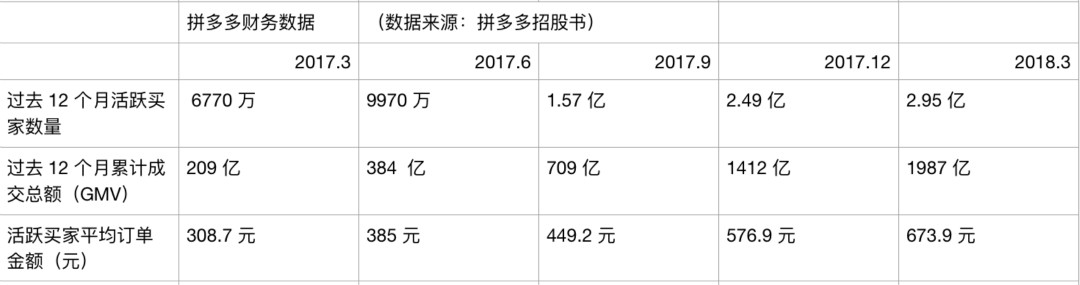 拼多多财务数据 （数据来源：拼多多招股书）
2017.3 2017.6 2017.9 2017.12 2018.3
过去 12 个月活跃买家数量 6770 万 9970 万 1.57 亿 2.49 亿 2.95 亿
过去 12 个月累计成交总额（GMV） 209 亿 384 亿 709 亿 1412 亿 1987 亿
活跃买家平均订单金额（元） 308.7 元 385 元 449.2 元 576.9 元 673.9 元